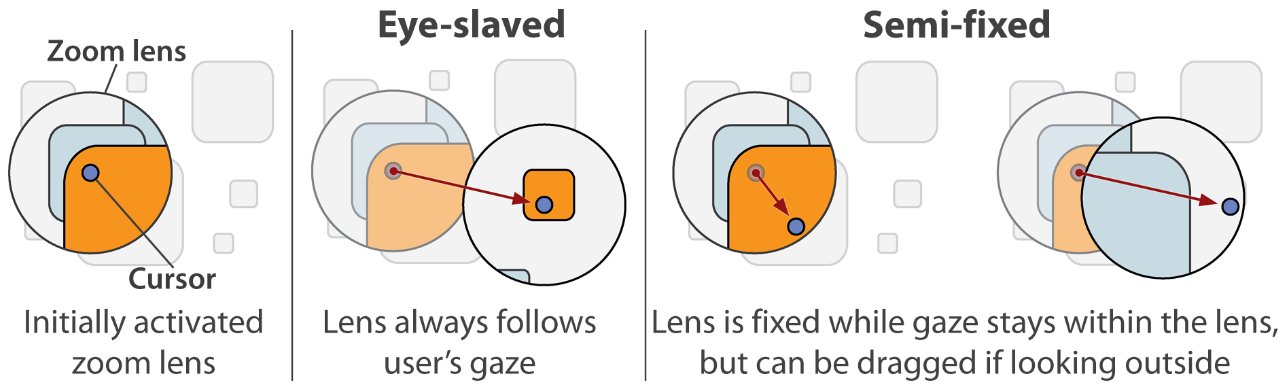 Zoom lens
Cursor
Initially activated
zoom lens
Eye-slaved
Lens always follows
user's gaze
Semi-fixed
Lens is fixed while gaze stays within the lens,
but can be dragged if looking outside